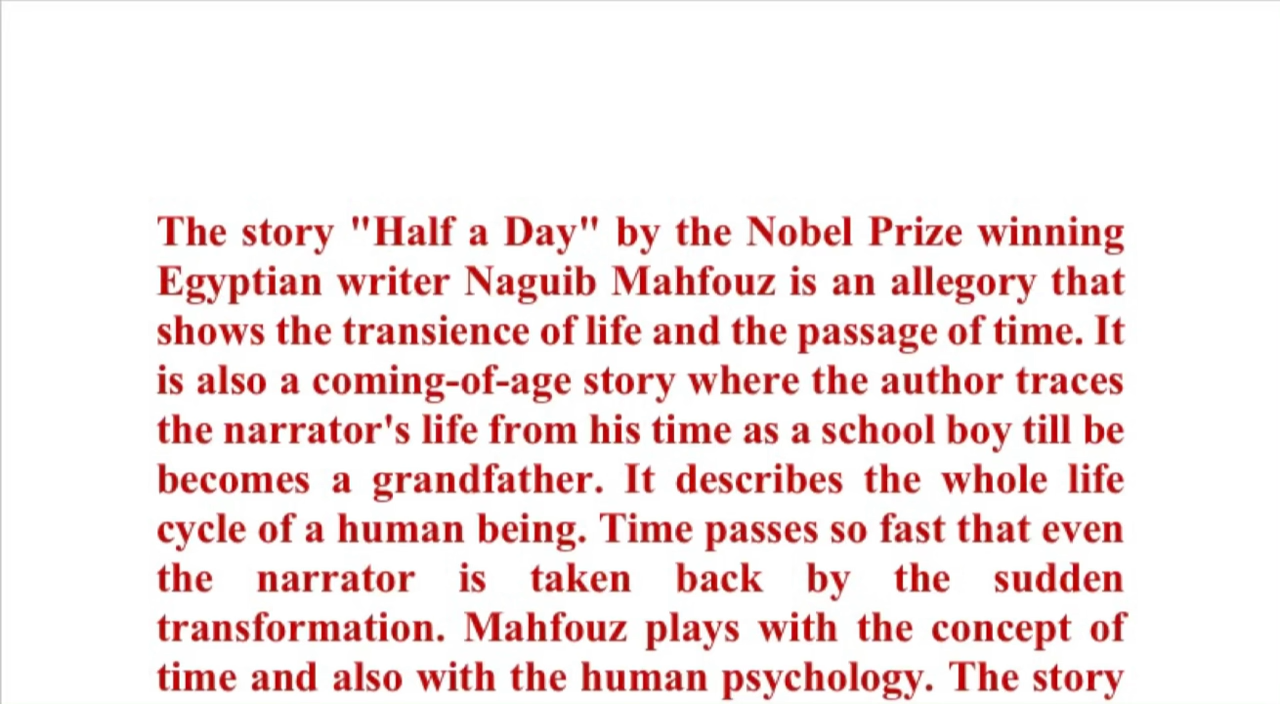 The story "Half a Day" by the Nobel Prize winning
Egyptian writer Naguib Mahfouz is an allegory that
shows the transience of life and the passage of time. It
is also a coming-of-age story where the author traces
the narrator's life from his time as a school boy till be
becomes a grandfather. It describes the whole life
cycle of a human being. Time passes so fast that even
the narrator is taken back by the sudden
transformation. Mahfouz plays with the concept of
time and also with the human psychology. The story